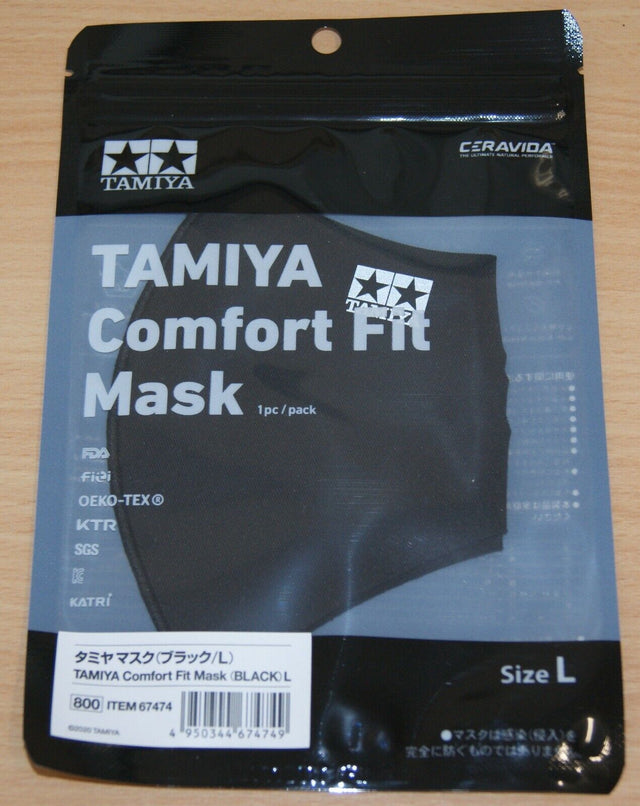 TAMIYA
CERAVIDA
THE ULTIMATE NATURAL PERFORMER
TAMIYA
TAMIYA
Comfort Fit
Mask 1pc / pack
FDA
FiTi
OEKO-TEX®
KTR
SGS
KATRi
タミヤマスク(ブラック/L)
TAMIYA Comfort Fit Mask (BLACK) L
800 ITEM 67474
4 950344 674749
©2020 TAMIYA
Size L
●マスクは感染(侵入)を
完全に防ぐものではありません